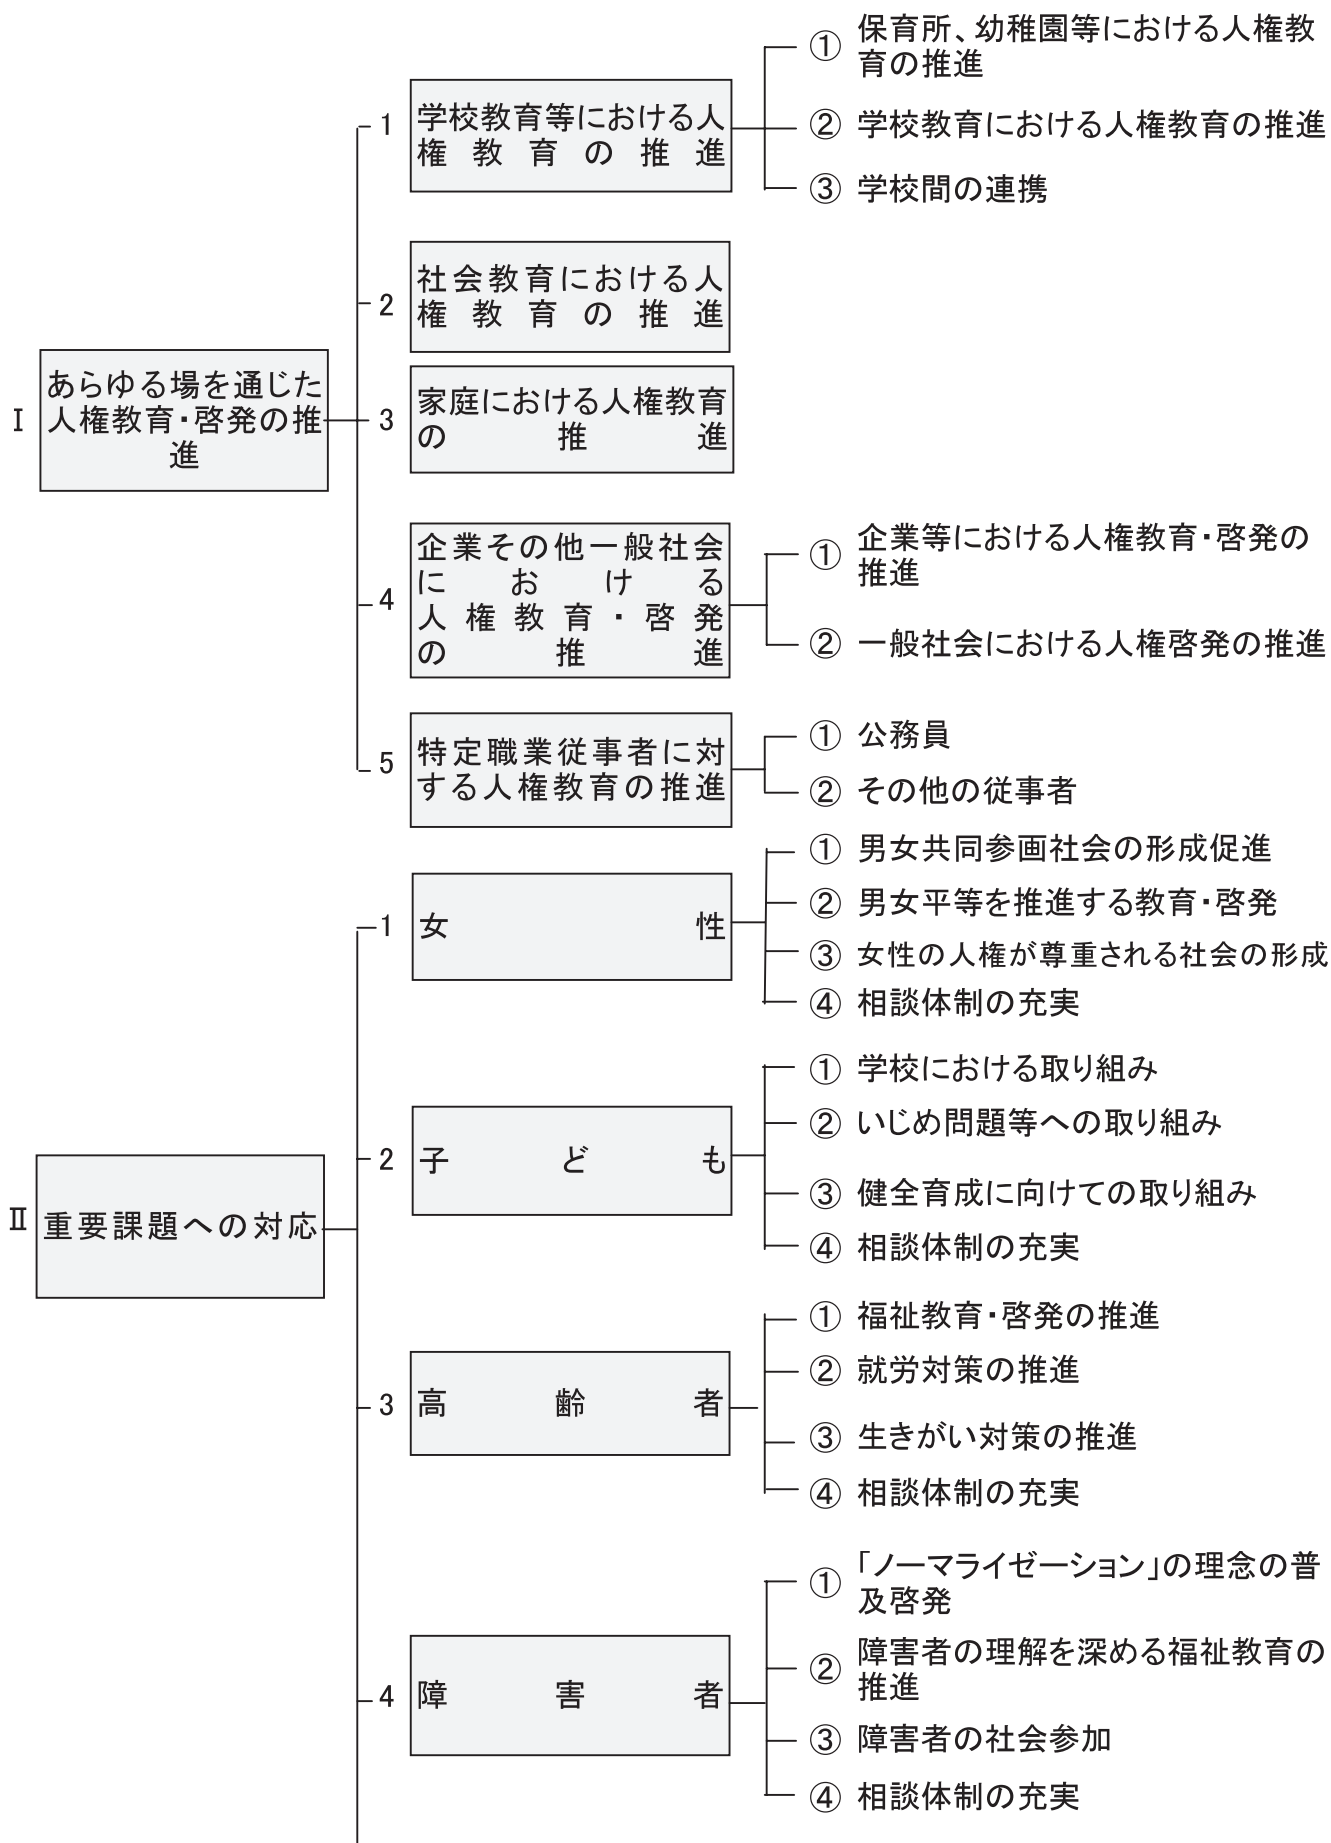 Ⅰ
あらゆる場を通じた
人権教育・啓発の推
進
1
学校教育等における人
権教育の推進
① 保育所、幼稚園等における人権教
育の推進
② 学校教育における人権教育の推進
③ 学校間の連携
2
社会教育における人
権教育の推進
3
家庭における人権教育
の推進
4
企業その他一般社会
における
人権教育・啓発
の推進
① 企業等における人権教育・啓発の
推進
② 一般社会における人権啓発の推進
5
特定職業従事者に対
する人権教育の推進
① 公務員
② その他の従事者
Ⅱ
重要課題への対応
1
女性
① 男女共同参画社会の形成促進
② 男女平等を推進する教育・啓発
③ 女性の人権が尊重される社会の形成
④ 相談体制の充実
2
子ども
① 学校における取り組み
② いじめ問題等への取り組み
③ 健全育成に向けての取り組み
④ 相談体制の充実
3
高齢者
① 福祉教育・啓発の推進
② 就労対策の推進
③ 生きがい対策の推進
④ 相談体制の充実
4
障害者
① 「ノーマライゼーション」の理念の普
及啓発
② 障害者の理解を深める福祉教育の
推進
③ 障害者の社会参加
④ 相談体制の充実